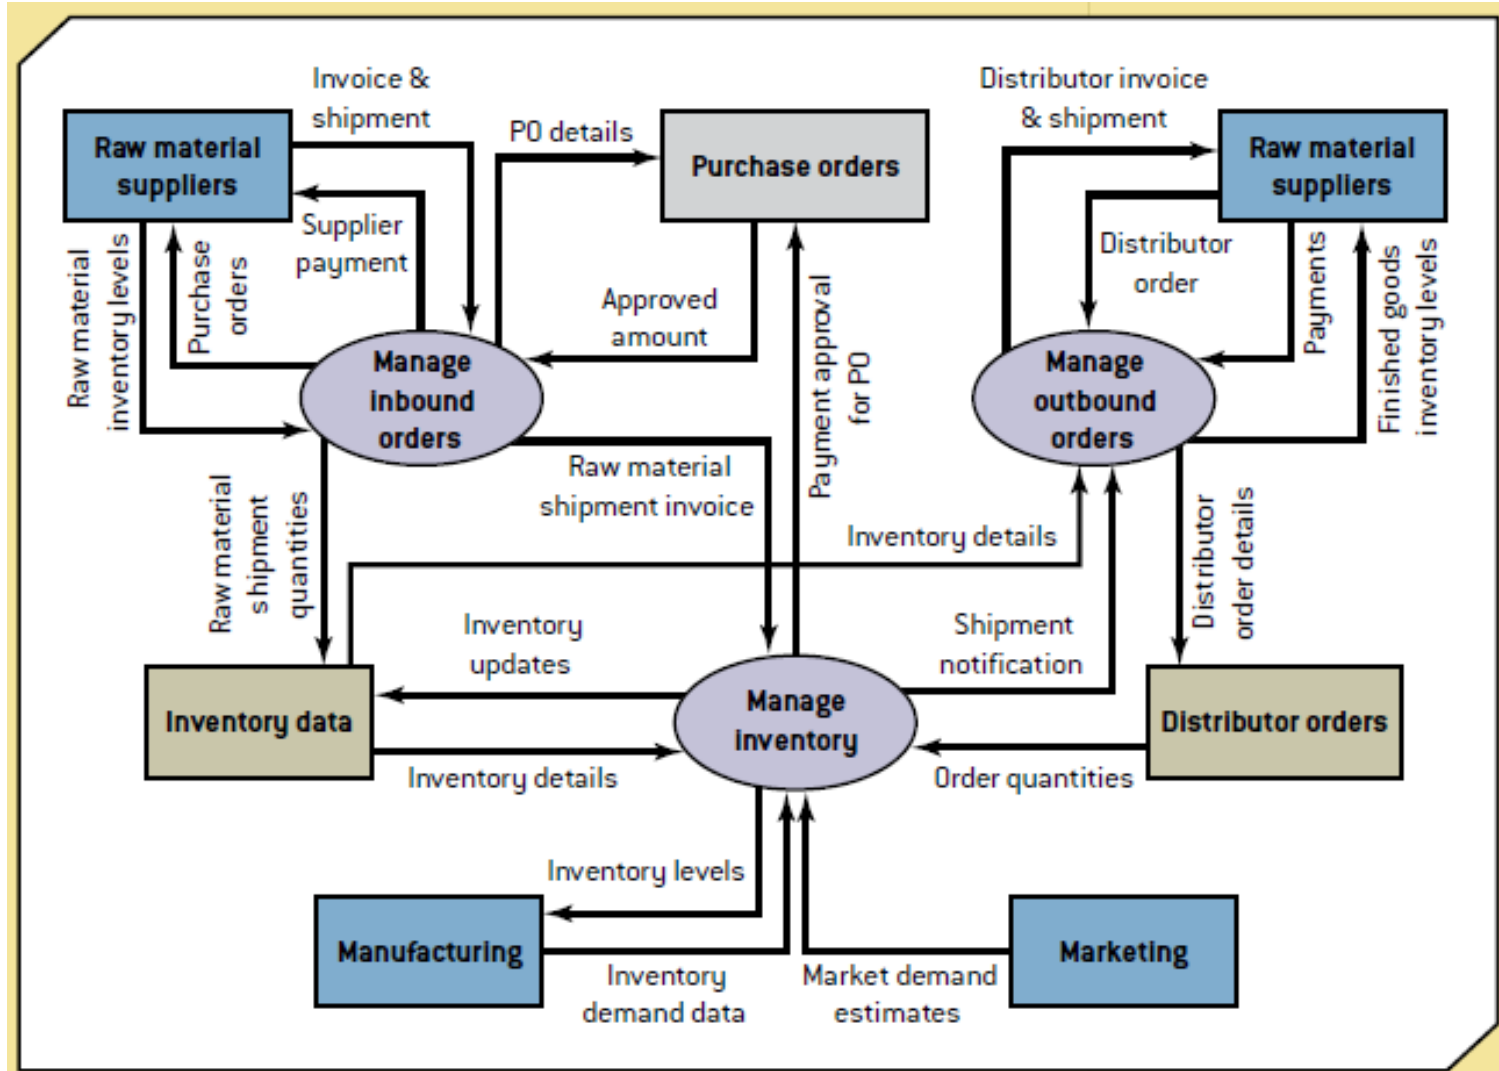 Invoice &
shipment
Distributor invoice
& shipment
PO details
Raw material
suppliers
Purchase orders
Raw material
suppliers
Supplier
payment
Distributor
order
Raw material
inventory levels
Purchase
orders
Approved
amount
Payment approval
for PO
Payments
Finished goods
inventory levels
Manage
inbound
orders
Manage
outbound
orders
Raw material
shipment
quantities
Raw material
shipment invoice
Inventory details
Distributor
order details
Inventory
updates
Shipment
notification
Inventory data
Manage
inventory
Distributor orders
Inventory details
Order quantities
Inventory levels
Manufacturing
Marketing
Inventory
demand data
Market demand
estimates